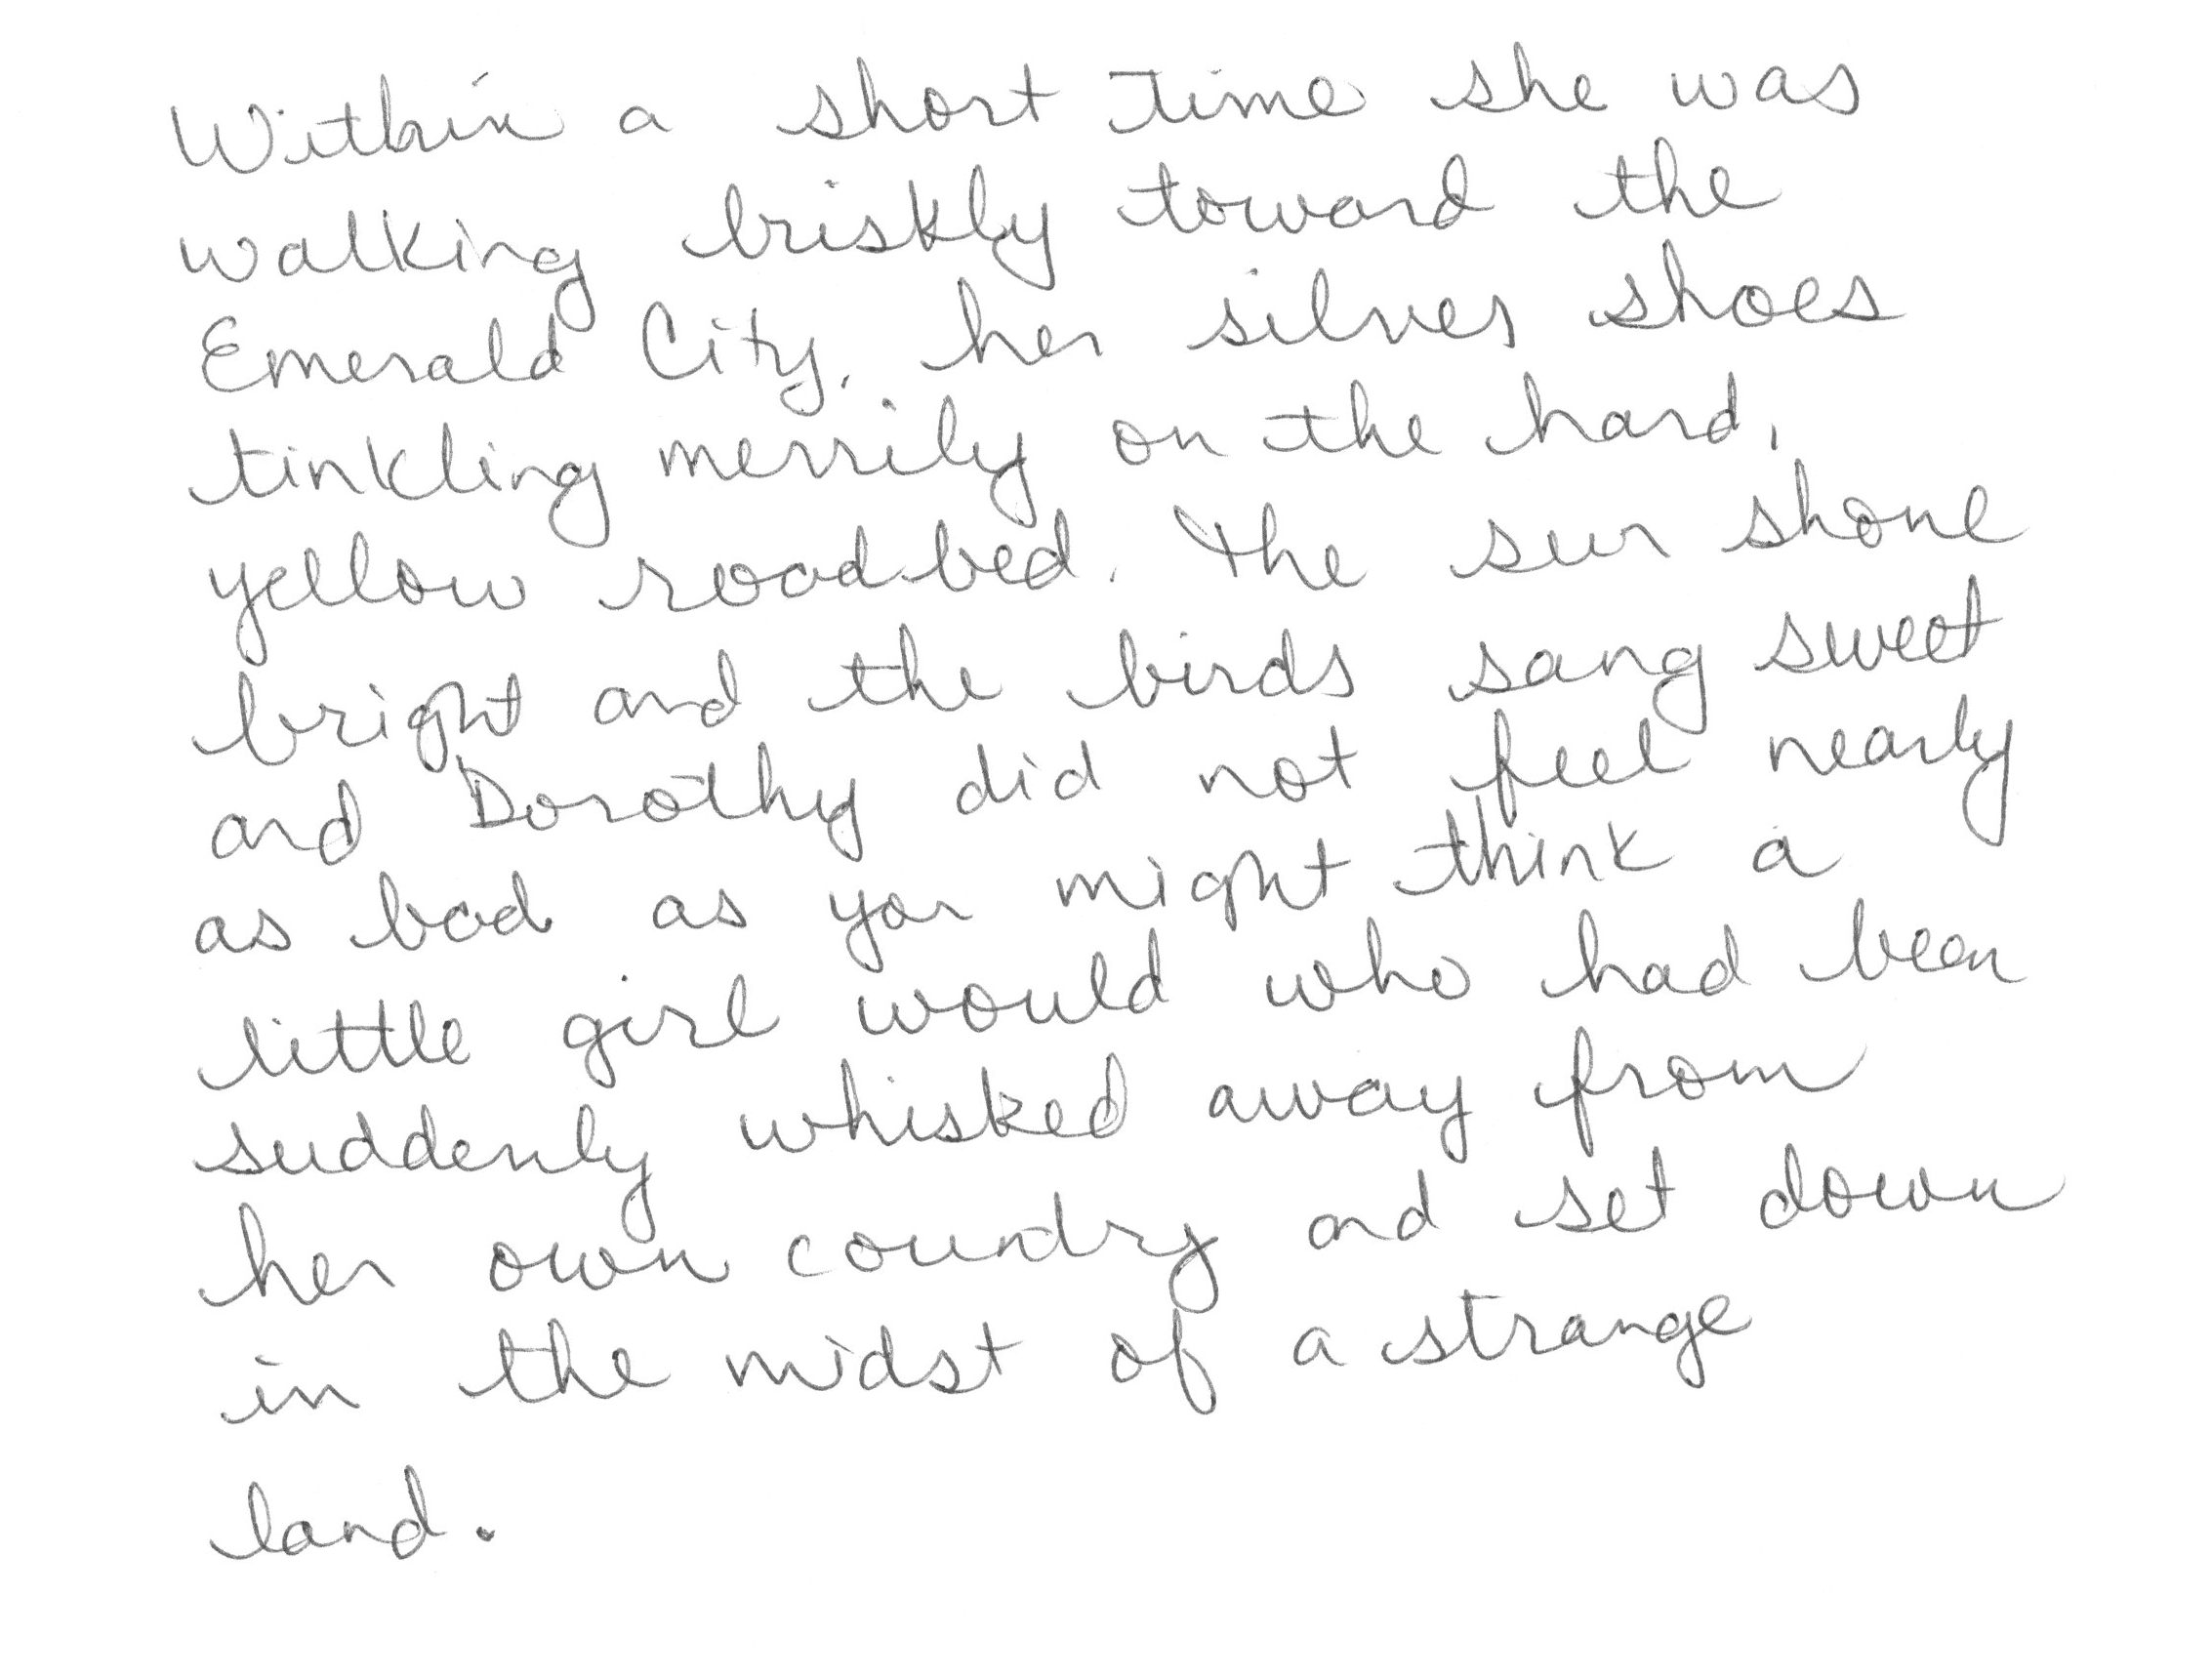 Within a short time she was
walking briskly toward the
Emerald City, her silver shoes
tinkling merrily on the hard,
yellow road-bed. The sun shone
bright and the birds sang sweet
and Dorothy did not feel nearly
as bad as you might think a
little girl would who had been
suddenly whisked away from
her own country and set down
in the midst of a strange
land.